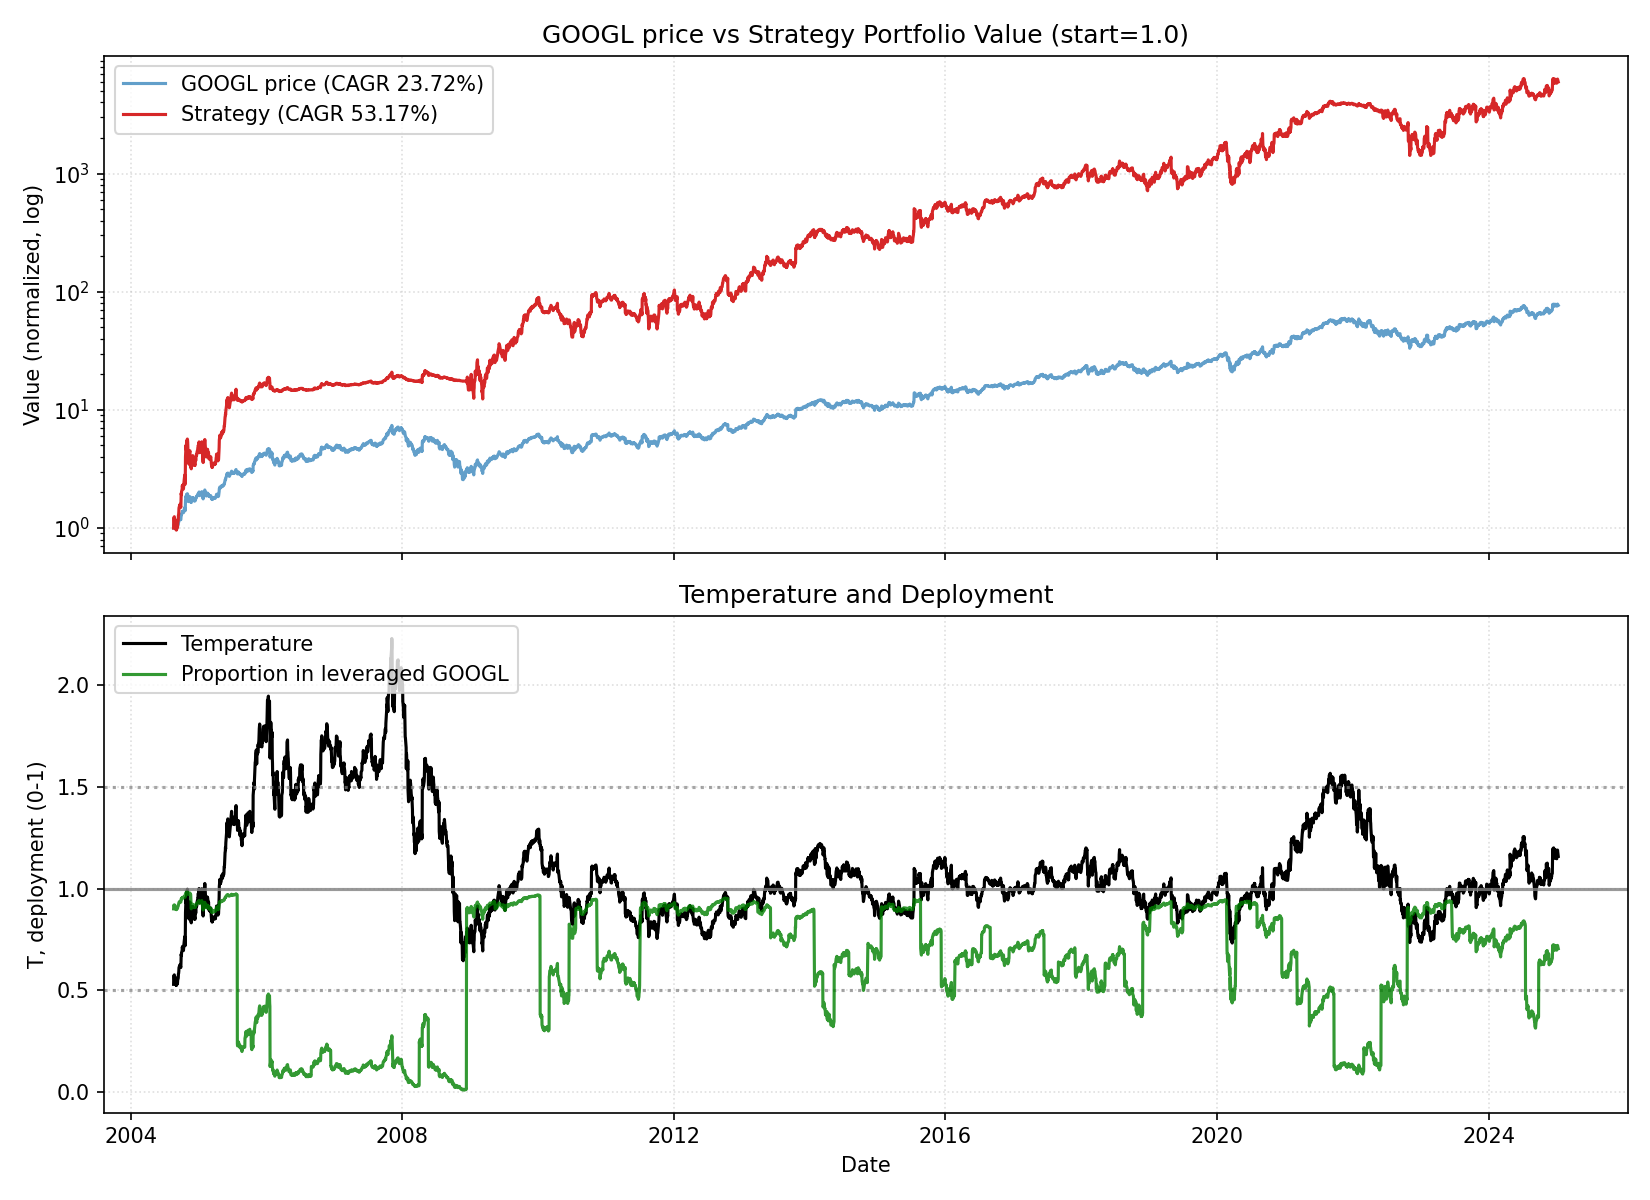 GOOGL price vs Strategy Portfolio Value (start=1.0)
GOOGL price (CAGR 23.72%)
Strategy (CAGR 53.17%)
Value (normalized, log)
10³
10²
10¹
10⁰
Temperature and Deployment
Temperature
Proportion in leveraged GOOGL
T, deployment (0-1)
2.0
1.5
1.0
0.5
0.0
2004 2008 2012 2016 2020 2024
Date